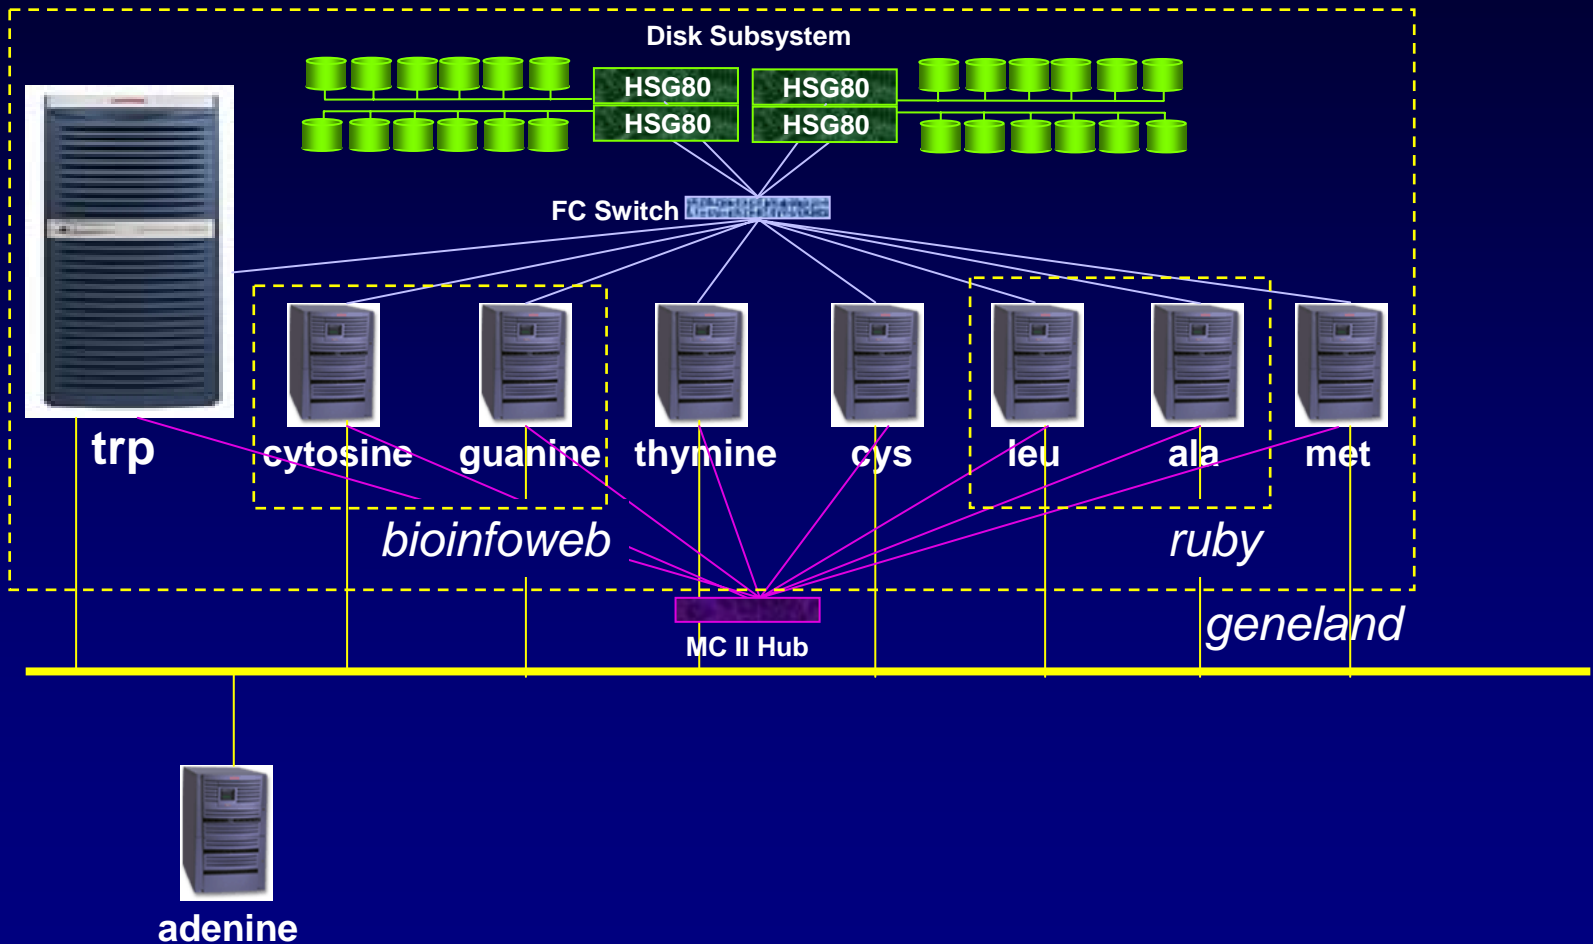 Disk Subsystem
HSG80
HSG80
HSG80
HSG80
FC Switch
trp
cytosine
guanine
thymine
cys
leu
ala
met
bioinfoweb
ruby
geneland
MC II Hub
adenine